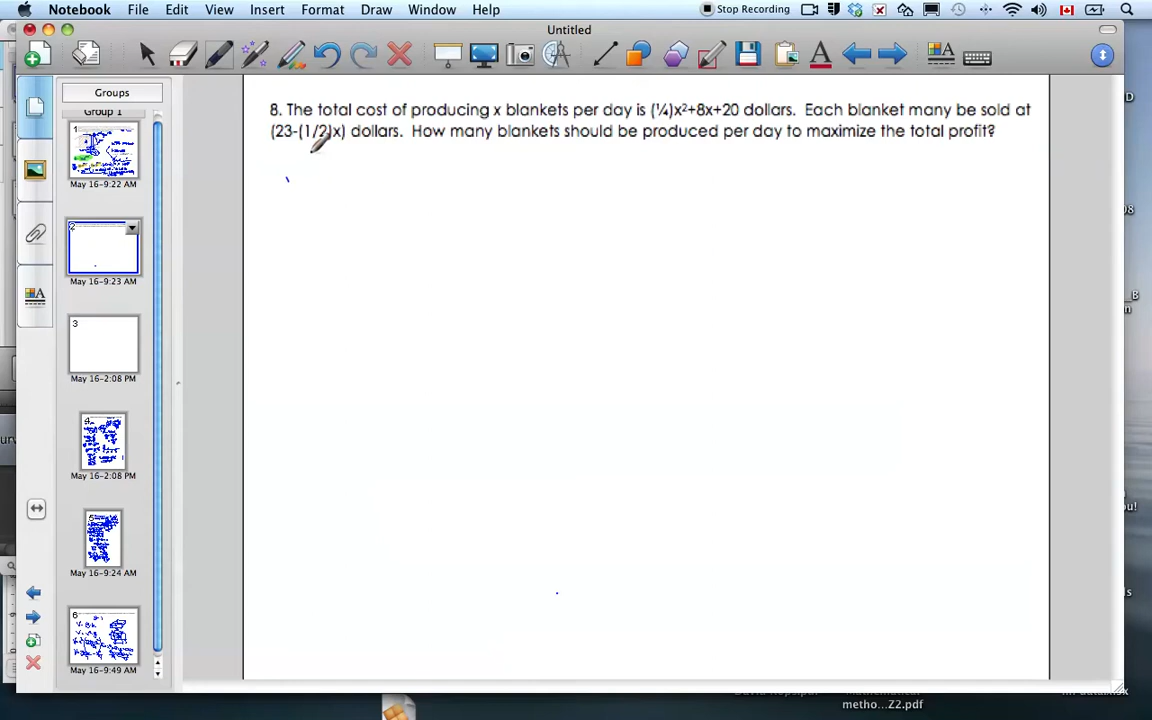 Notebook File Edit View Insert Format Draw Window Help Stop Recording
Untitled
Groups
Group 1
1
May 16-9:22 AM
2
May 16-9:23 AM
3
May 16-2:08 PM
May 16-2:08 PM
May 16-9:24 AM
6
May 16-9:49 AM
8. The total cost of producing x blankets per day is (¼)x²+8x+20 dollars. Each blanket many be sold at
(23-(1/2)x) dollars. How many blankets should be produced per day to maximize the total profit?
metho...Z2.pdf